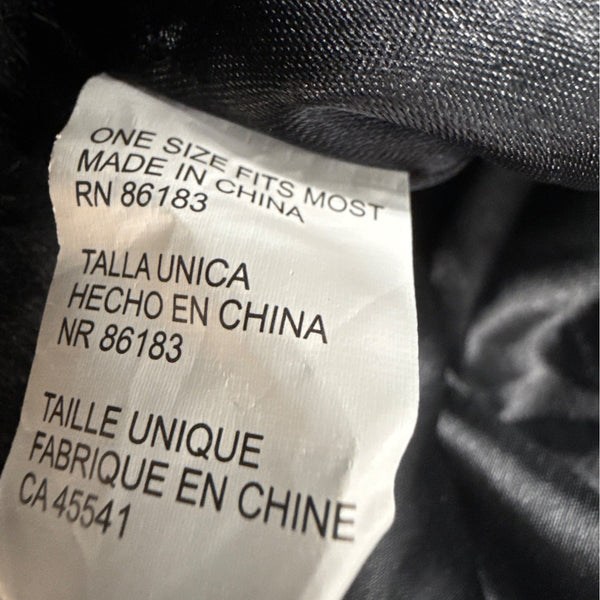 ONE SIZE FITS MOST
MADE IN CHINA
RN 86183
TALLA UNICA
HECHO EN CHINA
NR 86183
TAILLE UNIQUE
FABRIQUE EN CHINE
CA 45541